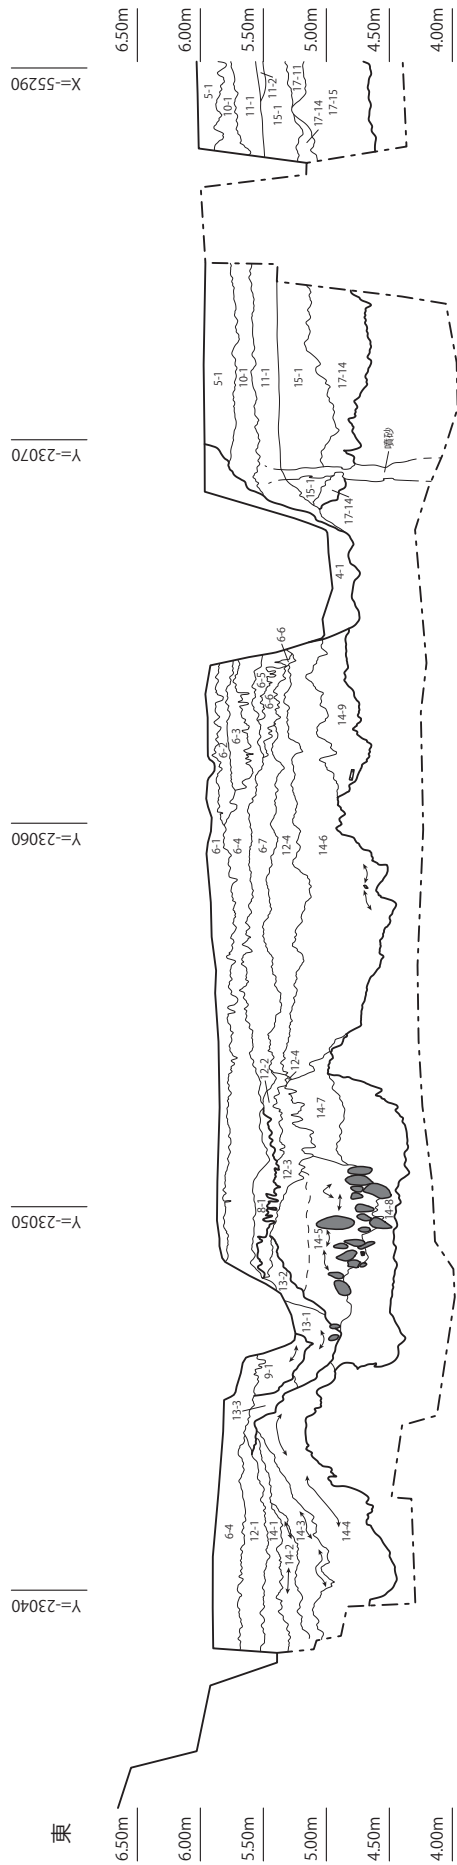 6.50m
6.00m
5.50m
5.00m
4.50m
4.00m
X=-55290
5-1
10-1
11-1
11-2
15-1
17-11
17-14
17-15
5-1
10-1
11-1
15-1
17-14
Y=-23070
噴砂
15-1
17-14
4-1
6-6
6-5
6-6
6-2
6-3
14-9
Y=-23060
6-1
6-4
6-7
12-4
14-6
12-2
12-4
14-7
12-3
Y=-23050
8-1
14-5
14-8
13-2
13-1
9-1
13-3
6-4
12-1
14-1
14-2
14-3
14-4
Y=-23040
東
6.50m
6.00m
5.50m
5.00m
4.50m
4.00m